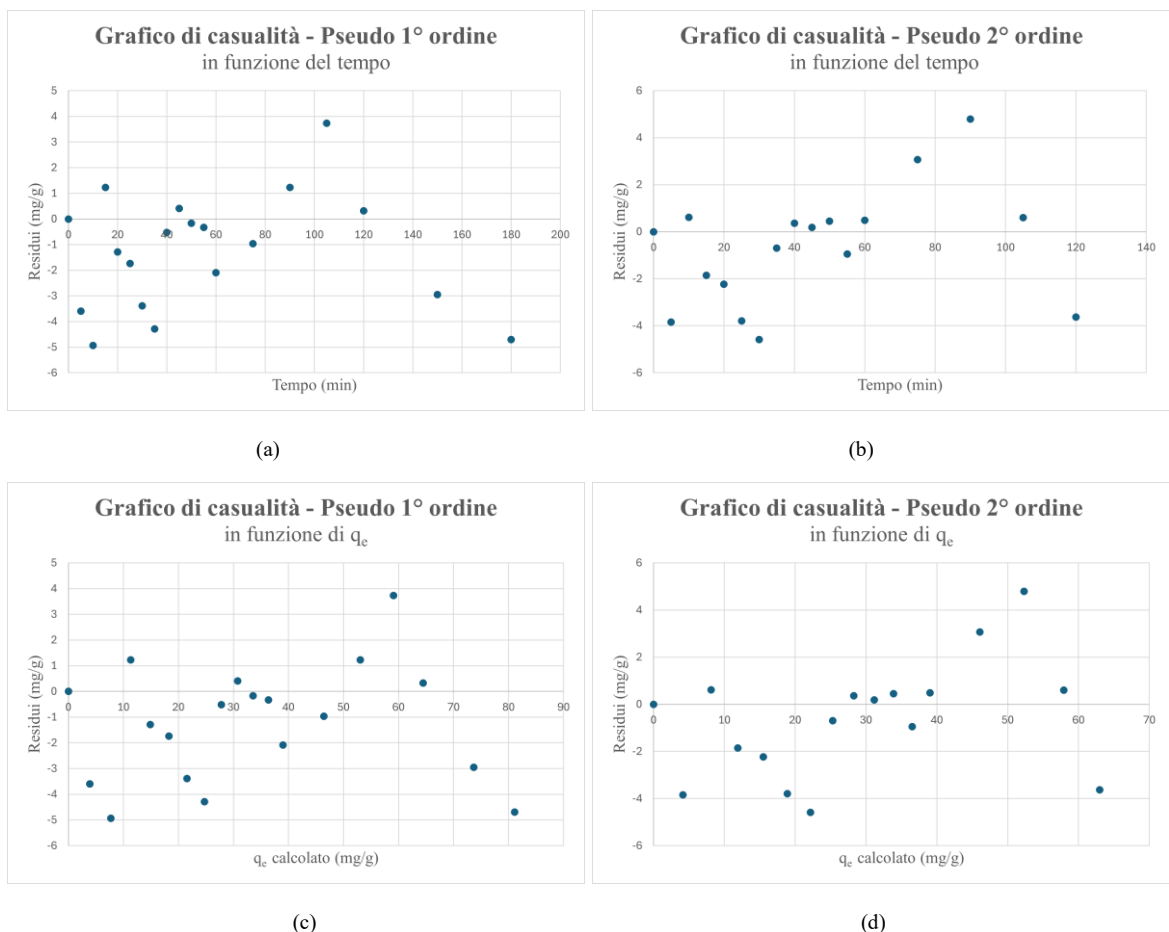 Grafico di casualità - Pseudo 1° ordine
in funzione del tempo
5
4
3
2
1
0
-1
-2
-3
-4
-5
-6
0 20 40 60 80 100 120 140 160 180 200
Residui (mg/g)
Tempo (min)
(a)
Grafico di casualità - Pseudo 2° ordine
in funzione del tempo
6
4
2
0
-2
-4
-6
0 20 40 60 80 100 120 140
Residui (mg/g)
Tempo (min)
(b)
Grafico di casualità - Pseudo 1° ordine
in funzione di qe
5
4
3
2
1
0
-1
-2
-3
-4
-5
-6
0 10 20 30 40 50 60 70 80 90
Residui (mg/g)
qe calcolato (mg/g)
(c)
Grafico di casualità - Pseudo 2° ordine
in funzione di qe
6
4
2
0
-2
-4
-6
0 10 20 30 40 50 60 70
Residui (mg/g)
qe calcolato (mg/g)
(d)